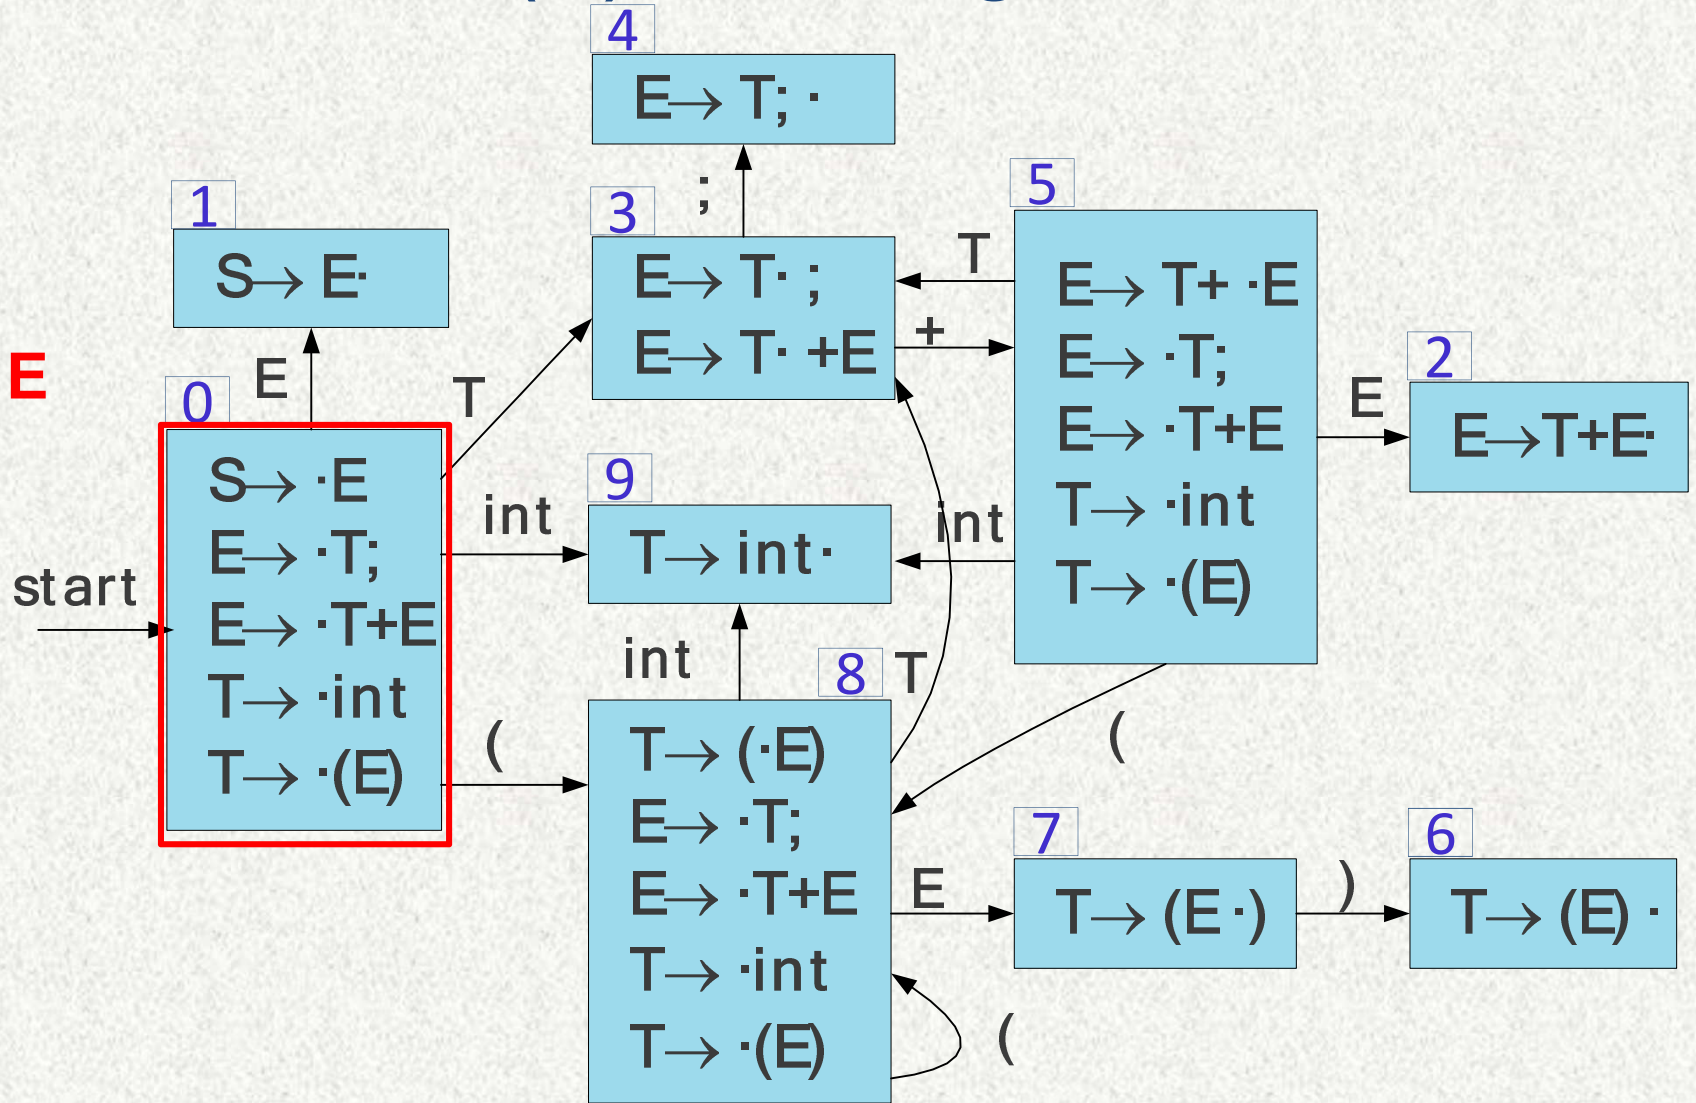 4
E→ T; ·
;
1
S→ E·
3
E→ T· ;
E→ T· +E
5
E→ T+ ·E
E→ ·T;
E→ ·T+E
T→ ·int
T→ ·(E)
T
+
2
E→T+E·
E
E
E
T
0
S→ ·E
E→ ·T;
E→ ·T+E
T→ ·int
T→ ·(E)
start
int
9
T→ int·
int
int
(
8
T
T→ (·E)
E→ ·T;
E→ ·T+E
T→ ·int
T→ ·(E)
(
E
7
T→ (E·)
)
6
T→ (E) ·
(